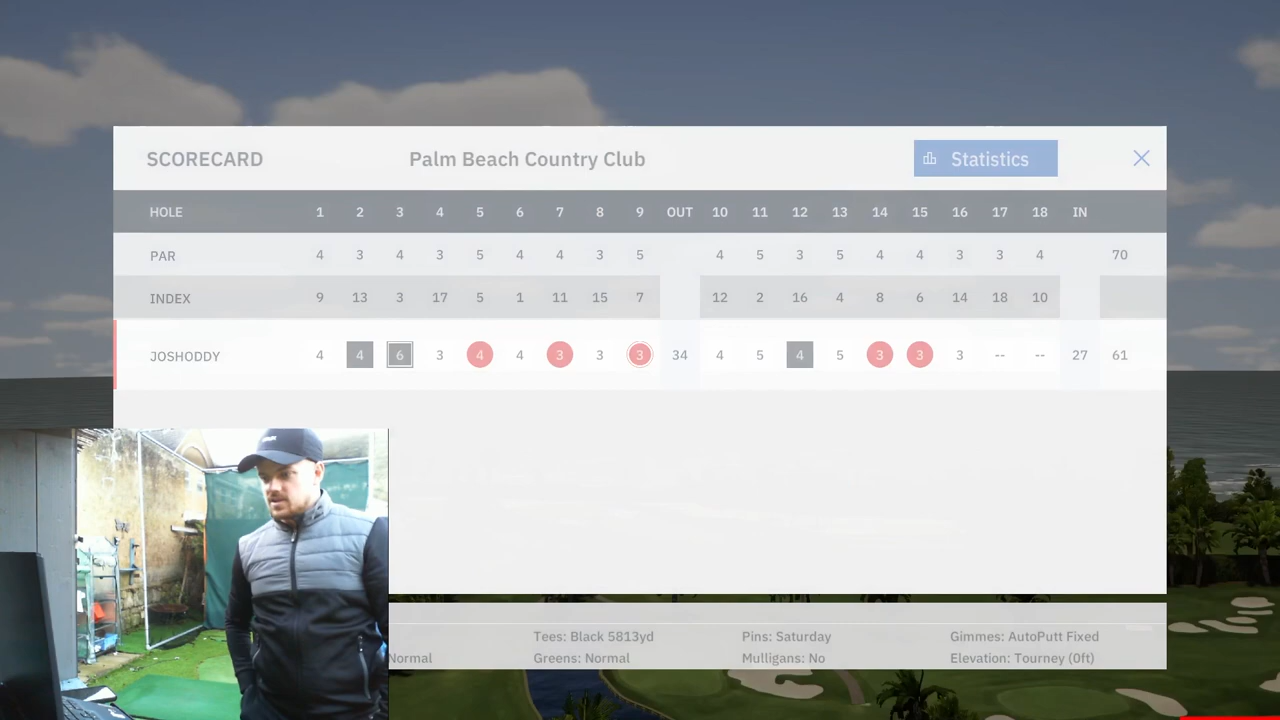 SCORECARD Palm Beach Country Club Statistics
HOLE 1 2 3 4 5 6 7 8 9 OUT 10 11 12 13 14 15 16 17 18 IN
PAR 4 3 4 3 5 4 4 3 5 4 5 3 5 4 4 3 3 4 70
INDEX 9 13 3 17 5 1 11 15 7 12 2 16 4 8 6 14 18 10
JOSHODDY 4 4 6 3 4 4 3 3 3 34 4 5 4 5 3 3 3 -- -- 27 61
Tees: Black 5813yd Pins: Saturday Gimmes: AutoPutt Fixed
Normal Greens: Normal Mulligans: No Elevation: Tourney (0ft)